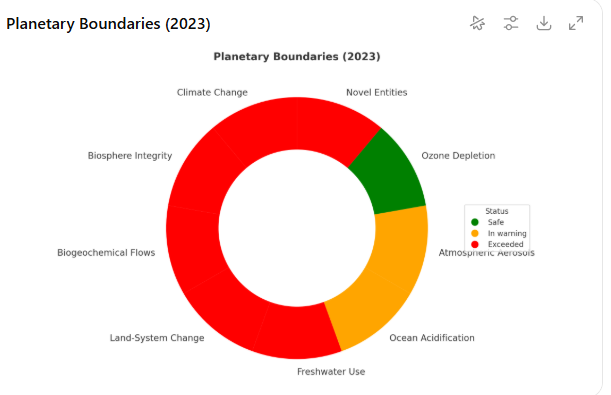 Planetary Boundaries (2023)
Planetary Boundaries (2023)
Climate Change
Novel Entities
Biosphere Integrity
Ozone Depletion
Status
Safe
In warning
Exceeded
Biogeochemical Flows
Atmospheric Aerosols
Land-System Change
Ocean Acidification
Freshwater Use